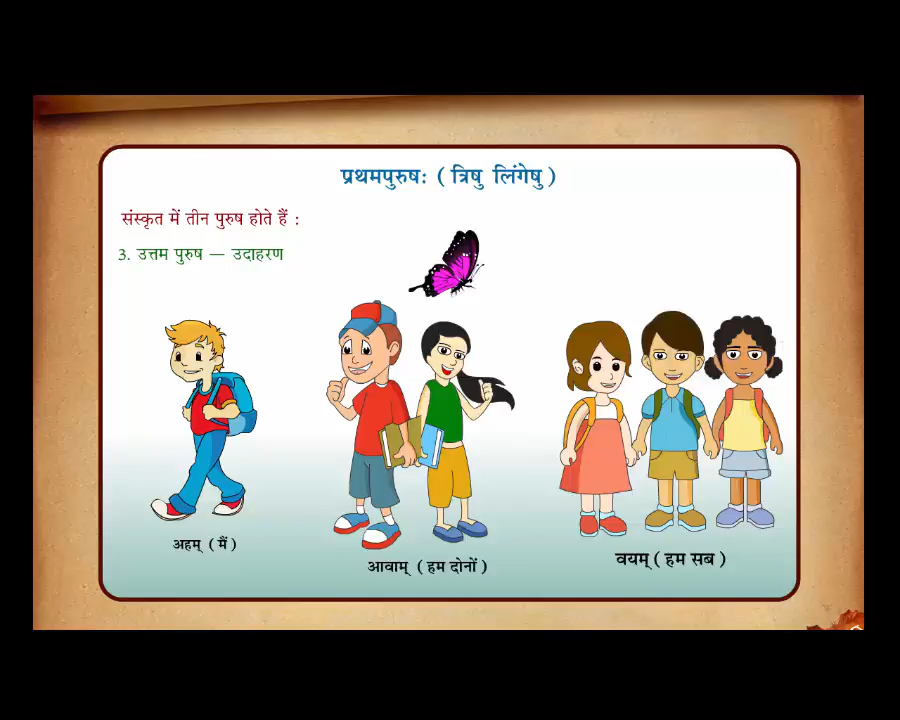 प्रथमपुरुषः ( त्रिषु लिंगेषु )
संस्कृत में तीन पुरुष होते हैं :
3. उत्तम पुरुष — उदाहरण
अहम् ( मैं )
आवाम् ( हम दोनों )
वयम् ( हम सब )